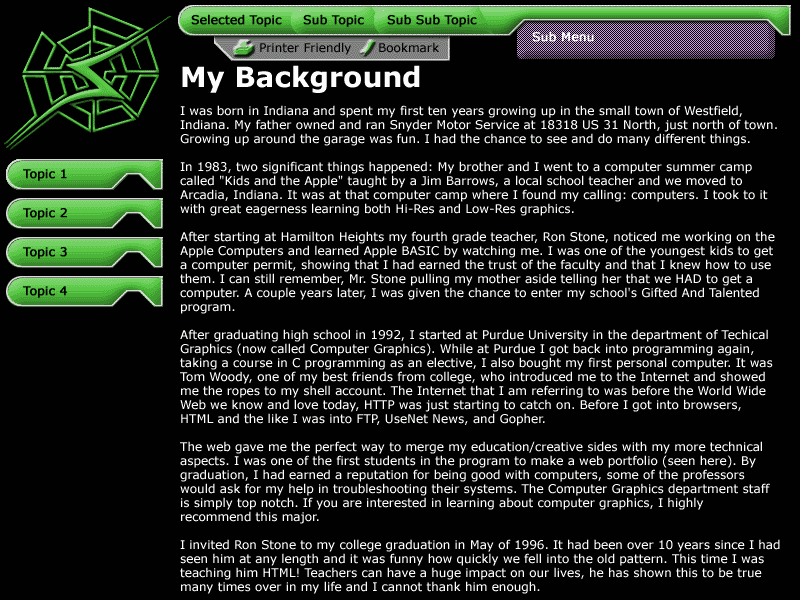 Selected Topic Sub Topic Sub Sub Topic
Sub Menu
Printer Friendly Bookmark
My Background
I was born in Indiana and spent my first ten years growing up in the small town of Westfield,
Indiana. My father owned and ran Snyder Motor Service at 18318 US 31 North, just north of town.
Growing up around the garage was fun. I had the chance to see and do many different things.
In 1983, two significant things happened: My brother and I went to a computer summer camp
called "Kids and the Apple" taught by a Jim Barrows, a local school teacher and we moved to
Arcadia, Indiana. It was at that computer camp where I found my calling: computers. I took to it
with great eagerness learning both Hi-Res and Low-Res graphics.
After starting at Hamilton Heights my fourth grade teacher, Ron Stone, noticed me working on the
Apple Computers and learned Apple BASIC by watching me. I was one of the youngest kids to get
a computer permit, showing that I had earned the trust of the faculty and that I knew how to use
them. I can still remember, Mr. Stone pulling my mother aside telling her that we HAD to get a
computer. A couple years later, I was given the chance to enter my school's Gifted And Talented
program.
After graduating high school in 1992, I started at Purdue University in the department of Techical
Graphics (now called Computer Graphics). While at Purdue I got back into programming again,
taking a course in C programming as an elective, I also bought my first personal computer. It was
Tom Woody, one of my best friends from college, who introduced me to the Internet and showed
me the ropes to my shell account. The Internet that I am referring to was before the World Wide
Web we know and love today, HTTP was just starting to catch on. Before I got into browsers,
HTML and the like I was into FTP, UseNet News, and Gopher.
The web gave me the perfect way to merge my education/creative sides with my more technical
aspects. I was one of the first students in the program to make a web portfolio (seen here). By
graduation, I had earned a reputation for being good with computers, some of the professors
would ask for my help in troubleshooting their systems. The Computer Graphics department staff
is simply top notch. If you are interested in learning about computer graphics, I highly
recommend this major.
I invited Ron Stone to my college graduation in May of 1996. It had been over 10 years since I had
seen him at any length and it was funny how quickly we fell into the old pattern. This time I was
teaching him HTML! Teachers can have a huge impact on our lives, he has shown this to be true
many times over in my life and I cannot thank him enough.
Topic 1
Topic 2
Topic 3
Topic 4